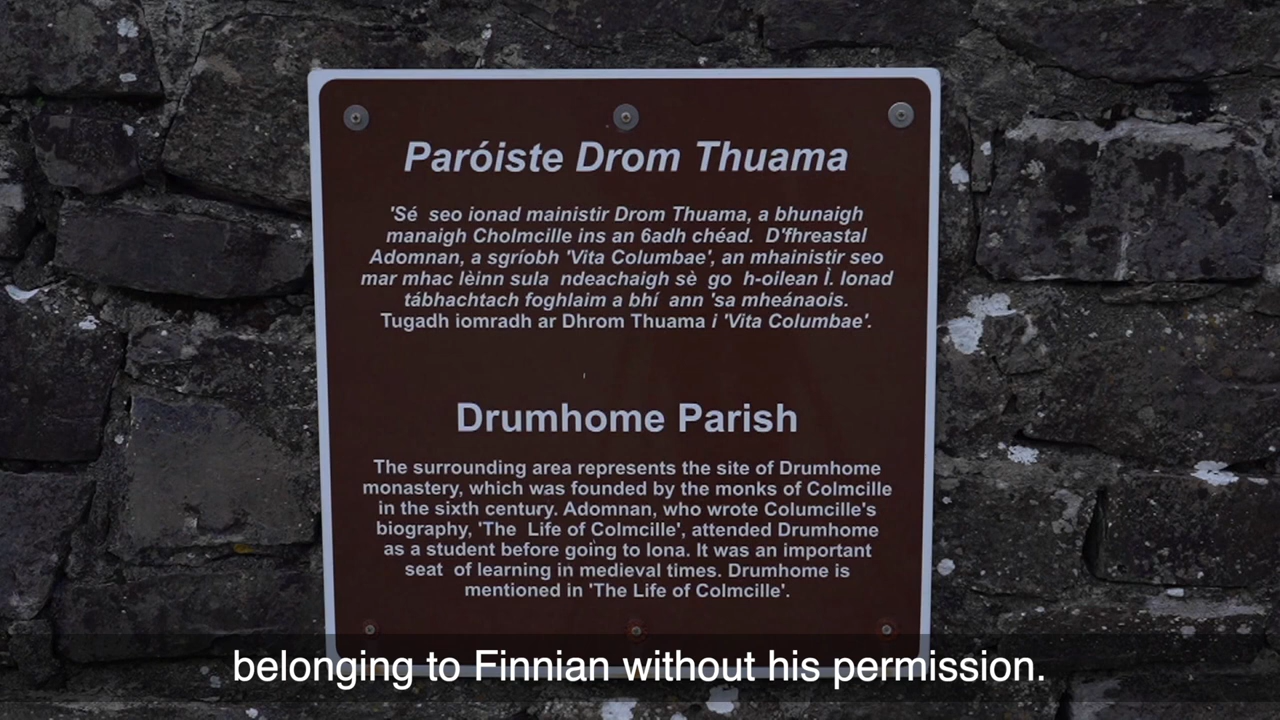 Paróiste Drom Thuama
'Sé seo ionad mainistir Drom Thuama, a bhunaigh
manaigh Cholmcille ins an 6adh chéad. D'fhreastal
Adomnan, a sgríobh 'Vita Columbae', an mhainistir seo
mar mhac lèinn sula ndeachaigh sè go h-oilean Ì. Ionad
tábhachtach foghlaim a bhí ann 'sa mheánaois.
Tugadh iomradh ar Dhrom Thuama i 'Vita Columbae'.
Drumhome Parish
The surrounding area represents the site of Drumhome
monastery, which was founded by the monks of Colmcille
in the sixth century. Adomnan, who wrote Columcille's
biography, 'The Life of Colmcille', attended Drumhome
as a student before going to Iona. It was an important
seat of learning in medieval times. Drumhome is
mentioned in 'The Life of Colmcille'.
belonging to Finnian without his permission.